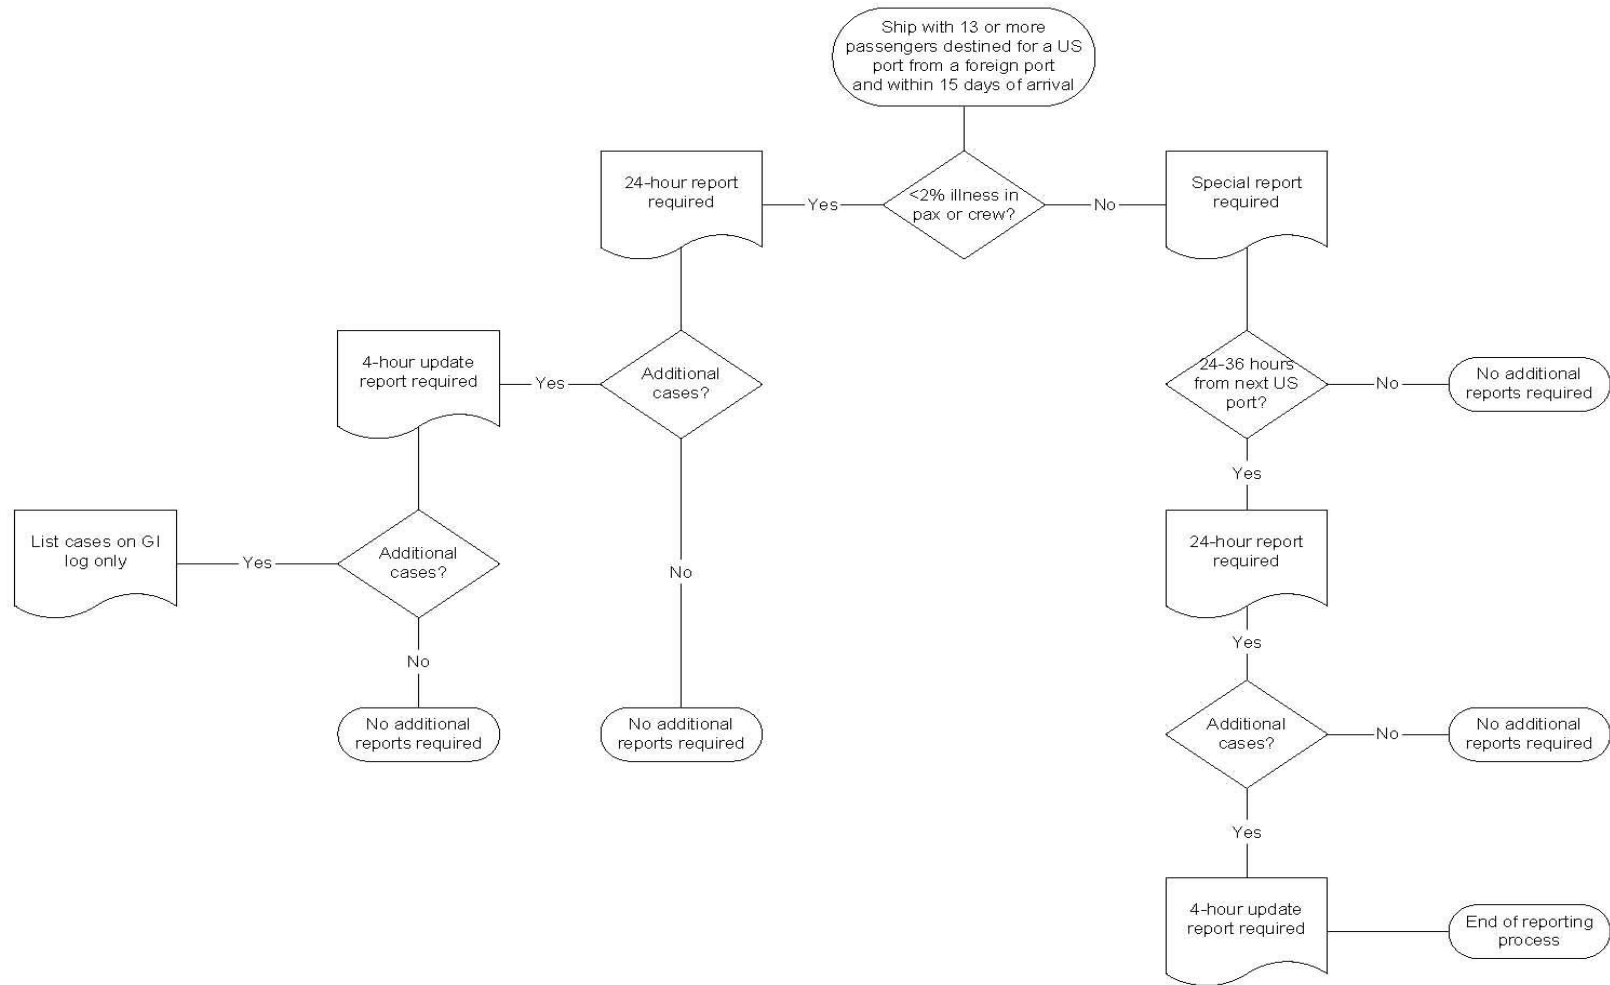 Ship with 13 or more
passengers destined for a US
port from a foreign port
and within 15 days of arrival
24-hour report
required
Yes
<2% illness in
pax or crew?
No
Special report
required
4-hour update
report required
Yes
Additional
cases?
24-36 hours
from next US
port?
No
No additional
reports required
Yes
List cases on GI
log only
Yes
Additional
cases?
No
24-hour report
required
Yes
No
No additional
reports required
No additional
reports required
Additional
cases?
No
No additional
reports required
Yes
4-hour update
report required
End of reporting
process